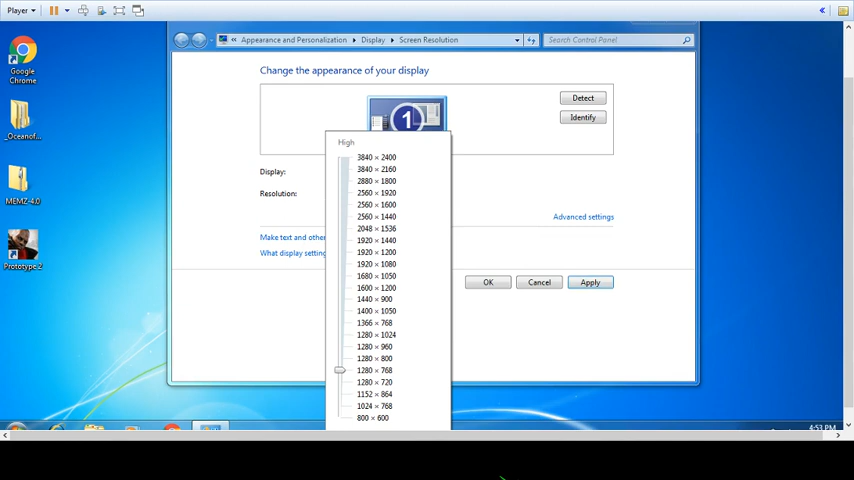 Player
Appearance and Personalization
Display
Screen Resolution
Search Control Panel
Google
Chrome
_Oceanof...
MEMZ-4.0
Prototype 2
Change the appearance of your display
1
Detect
Identify
Display:
Resolution:
Advanced settings
Make text and other
What display setting
OK
Cancel
Apply
High
3840 × 2400
3840 × 2160
2880 × 1800
2560 × 1920
2560 × 1600
2560 × 1440
2048 × 1536
1920 × 1440
1920 × 1200
1920 × 1080
1680 × 1050
1600 × 1200
1440 × 900
1400 × 1050
1366 × 768
1280 × 1024
1280 × 960
1280 × 800
1280 × 768
1280 × 720
1152 × 864
1024 × 768
800 × 600
4:53 PM